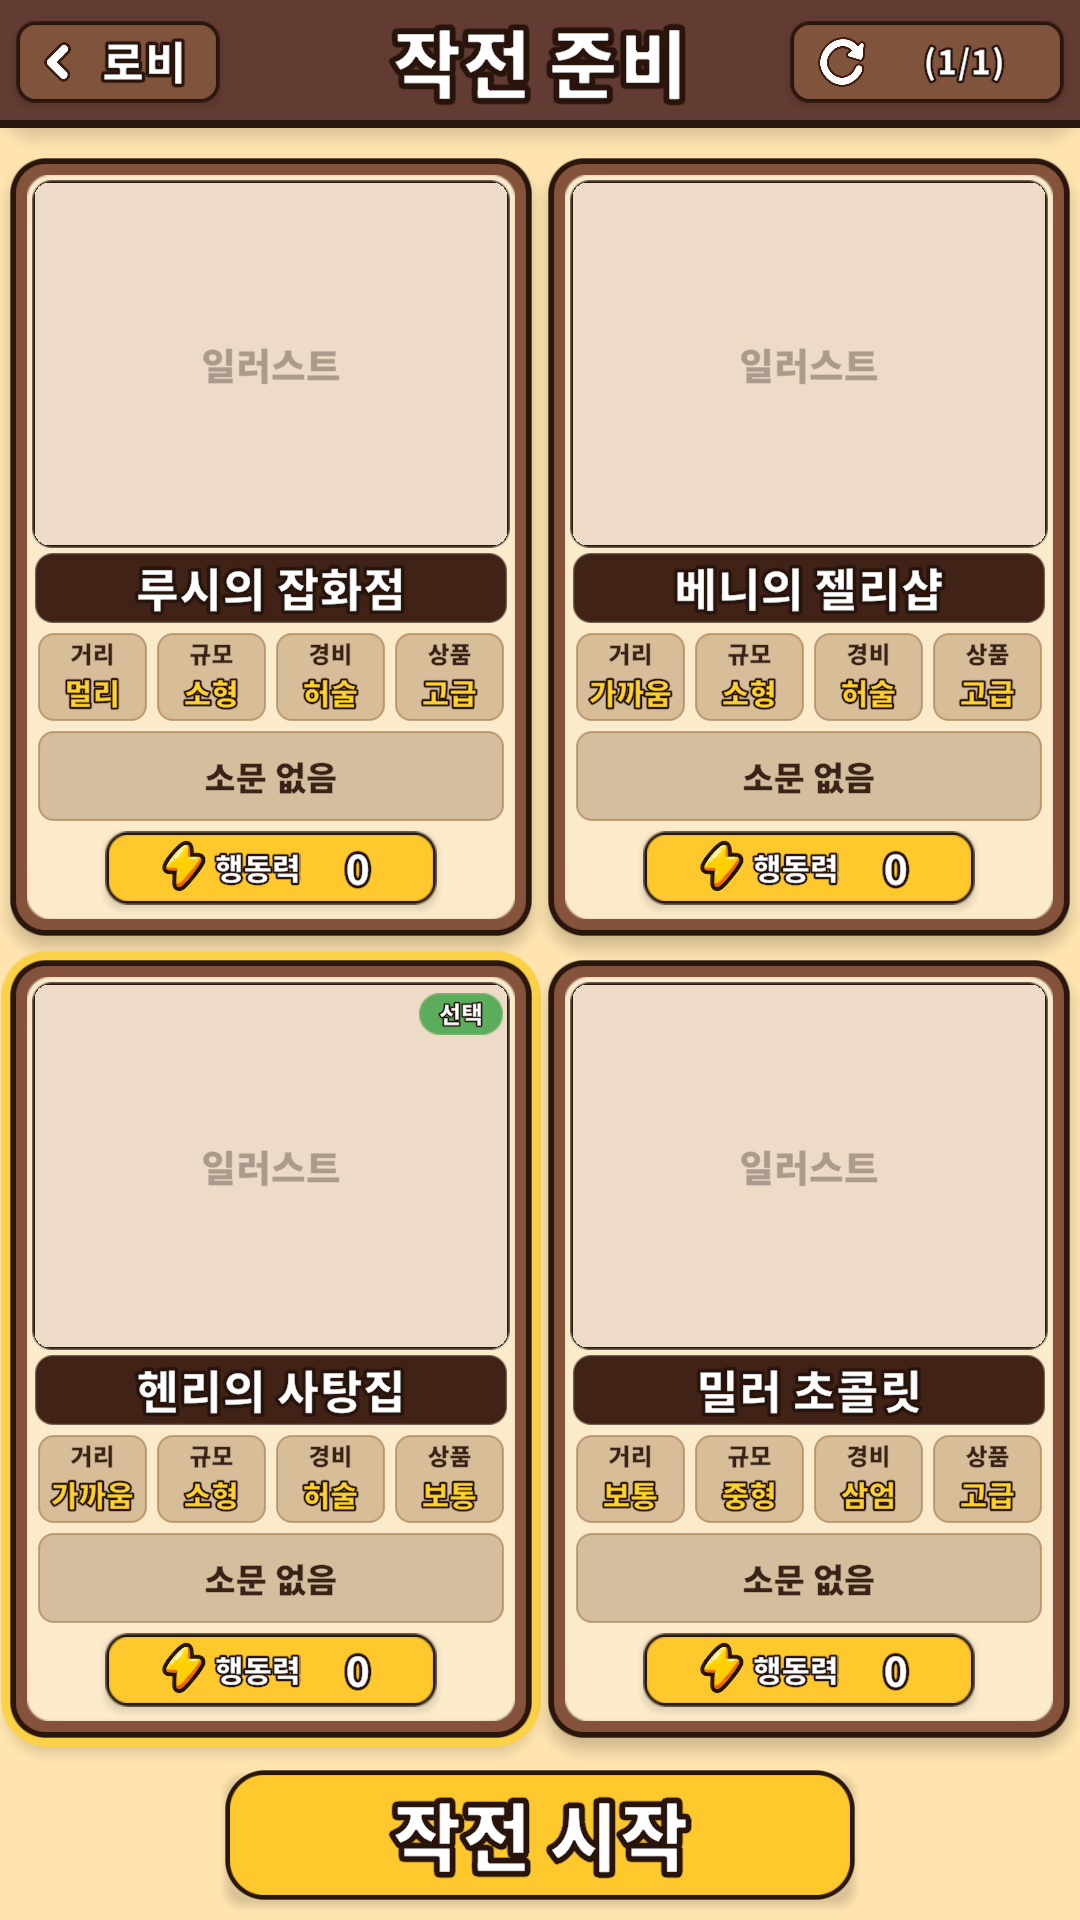 로비
작전 준비
(1/1)
일러스트
루시의 잡화점
거리 규모 경비 상품
멀리 소형 허술 고급
소문 없음
행동력 0
일러스트
베니의 젤리샵
거리 규모 경비 상품
가까움 소형 허술 고급
소문 없음
행동력 0
선택
일러스트
헨리의 사탕집
거리 규모 경비 상품
가까움 소형 허술 보통
소문 없음
행동력 0
일러스트
밀러 초콜릿
거리 규모 경비 상품
보통 중형 삼엄 고급
소문 없음
행동력 0
작전 시작